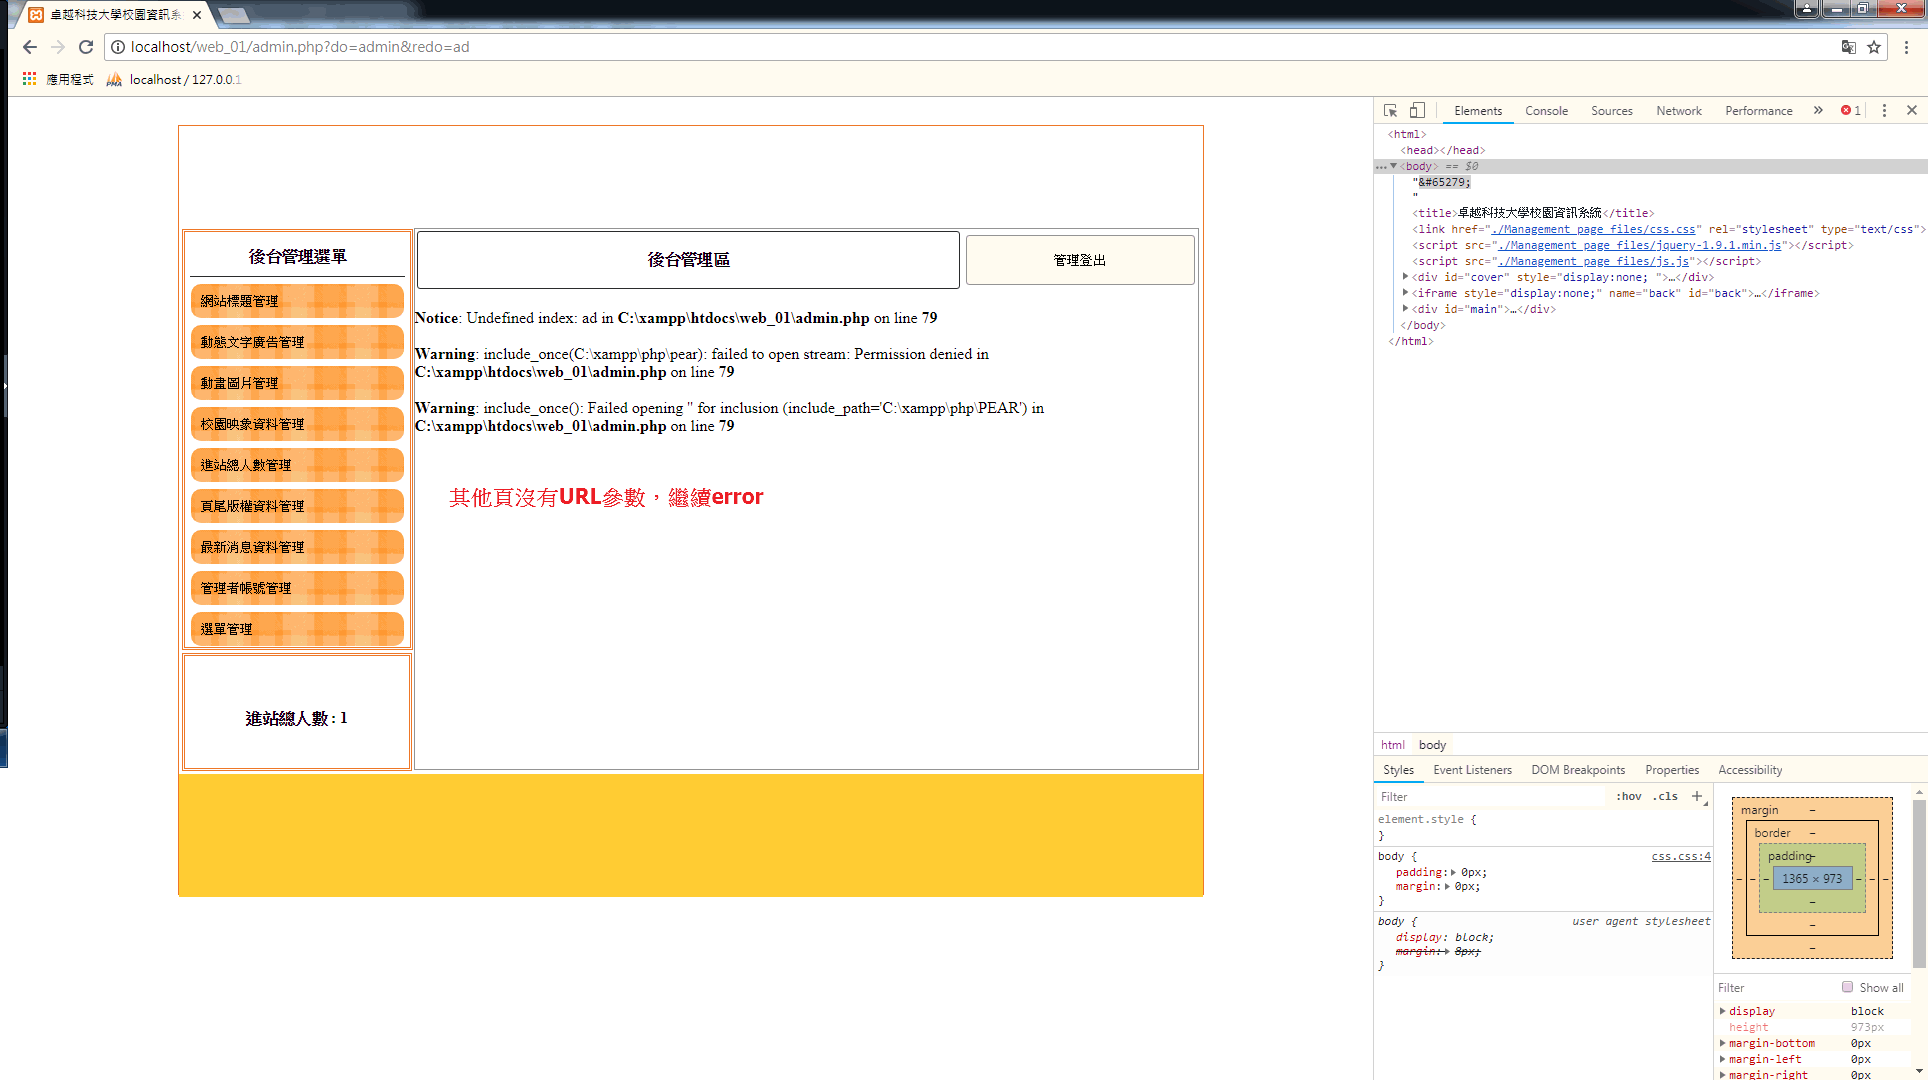 卓越科技大學校園資訊系
localhost/web_01/admin.php?do=admin&redo=ad
應用程式
localhost / 127.0.0.1
後台管理選單
網站標題管理
動態文字廣告管理
動畫圖片管理
校園映象資料管理
進站總人數管理
頁尾版權資料管理
最新消息資料管理
管理者帳號管理
選單管理
進站總人數 : 1
後台管理區
管理登出
Notice: Undefined index: ad in C:\xampp\htdocs\web_01\admin.php on line 79
Warning: include_once(C:\xampp\php\pear): failed to open stream: Permission denied in
C:\xampp\htdocs\web_01\admin.php on line 79
Warning: include_once(): Failed opening '' for inclusion (include_path='C:\xampp\php\PEAR') in
C:\xampp\htdocs\web_01\admin.php on line 79
其他頁沒有URL參數，繼續error
Elements Console Sources Network Performance » 1
<html>
<head></head>
<body> == $0
"&#65279;
"
<title>卓越科技大學校園資訊系統</title>
<link href="./Management page files/css.css" rel="stylesheet" type="text/css">
<script src="./Management page files/jquery-1.9.1.min.js"></script>
<script src="./Management page files/js.js"></script>
<div id="cover" style="display:none; ">…</div>
<iframe style="display:none;" name="back" id="back">…</iframe>
<div id="main">…</div>
</body>
</html>
html body
Styles Event Listeners DOM Breakpoints Properties Accessibility
Filter :hov .cls +
element.style {
}
body { css.css:4
padding: 0px;
margin: 0px;
}
body { user agent stylesheet
display: block;
margin: 8px;
}
margin –
border –
padding –
– – – 1365 × 973 – – –
–
–
–
Filter Show all
display block
height 973px
margin-bottom 0px
margin-left 0px
margin-right 0px